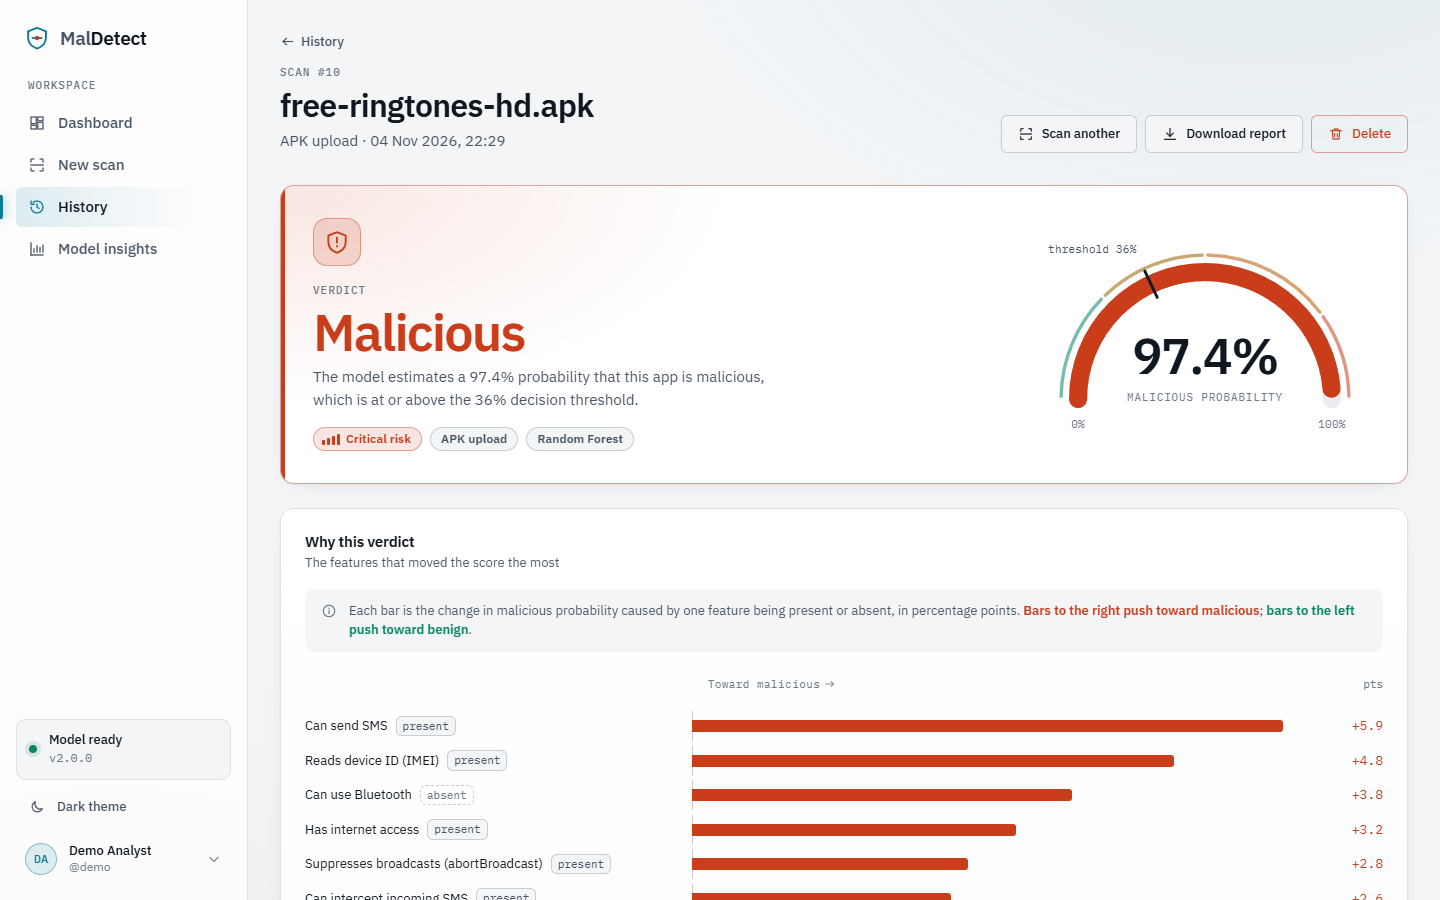 MalDetect
WORKSPACE
Dashboard
New scan
History
Model insights
Model ready
v2.0.0
Dark theme
DA
Demo Analyst
@demo
← History
SCAN #10
free-ringtones-hd.apk
APK upload · 04 Nov 2026, 22:29
Scan another
Download report
Delete
VERDICT
Malicious
The model estimates a 97.4% probability that this app is malicious,
which is at or above the 36% decision threshold.
Critical risk
APK upload
Random Forest
threshold 36%
97.4%
MALICIOUS PROBABILITY
0%
100%
Why this verdict
The features that moved the score the most
Each bar is the change in malicious probability caused by one feature being present or absent, in percentage points. Bars to the right push toward malicious; bars to the left
push toward benign.
Toward malicious → pts
Can send SMS present +5.9
Reads device ID (IMEI) present +4.8
Can use Bluetooth absent +3.8
Has internet access present +3.2
Suppresses broadcasts (abortBroadcast) present +2.8
Can intercept incoming SMS present +2.6